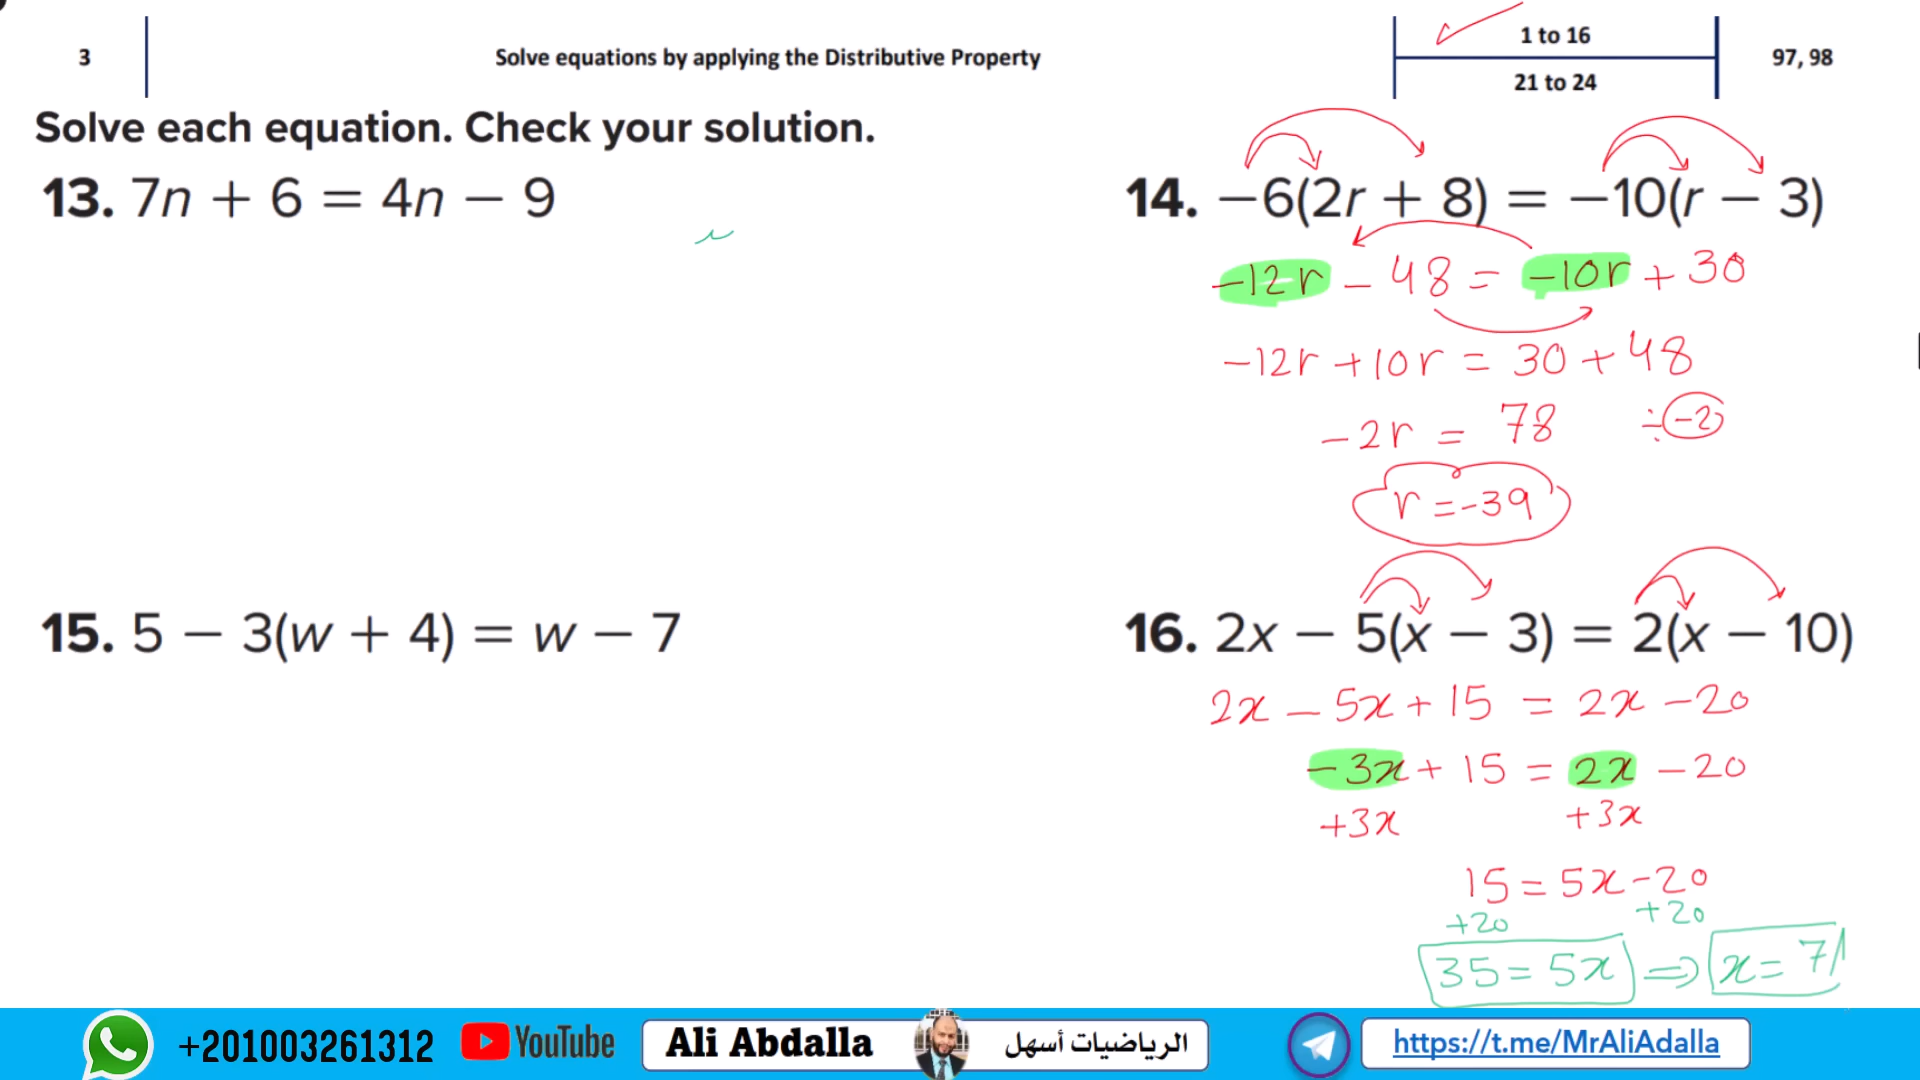 3
Solve equations by applying the Distributive Property
1 to 16
21 to 24
97, 98
Solve each equation. Check your solution.
13. 7n + 6 = 4n − 9
14. −6(2r + 8) = −10(r − 3)
-12r - 48 = -10r + 30
-12r + 10r = 30 + 48
-2r = 78 ÷ -2
r = -39
15. 5 − 3(w + 4) = w − 7
16. 2x − 5(x − 3) = 2(x − 10)
2x - 5x + 15 = 2x - 20
-3x + 15 = 2x - 20
+3x +3x
15 = 5x - 20
+20 +20
35 = 5x ⇒ x = 7
+201003261312
YouTube
Ali Abdalla
الرياضيات أسهل
https://t.me/MrAliAdalla